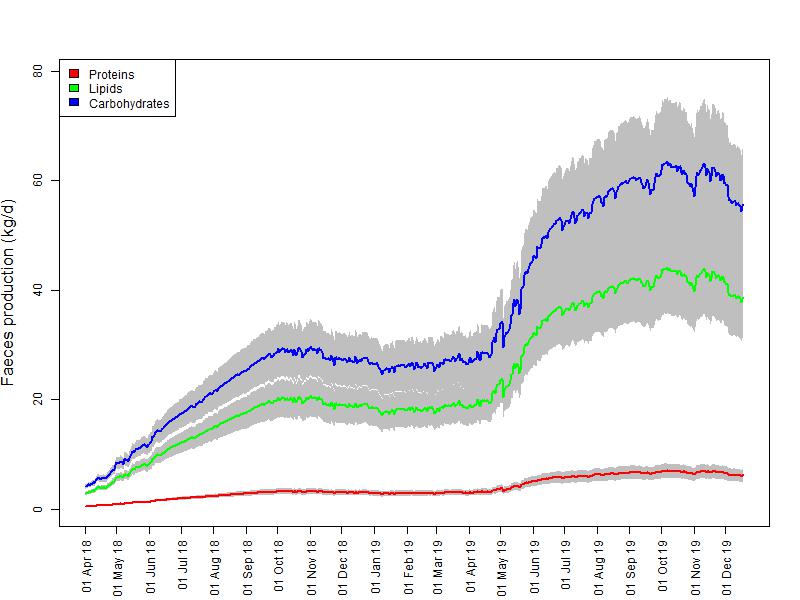 Proteins
Lipids
Carbohydrates
Faeces production (kg/d)
80
60
40
20
0
01 Apr 18
01 May 18
01 Jun 18
01 Jul 18
01 Aug 18
01 Sep 18
01 Oct 18
01 Nov 18
01 Dec 18
01 Jan 19
01 Feb 19
01 Mar 19
01 Apr 19
01 May 19
01 Jun 19
01 Jul 19
01 Aug 19
01 Sep 19
01 Oct 19
01 Nov 19
01 Dec 19